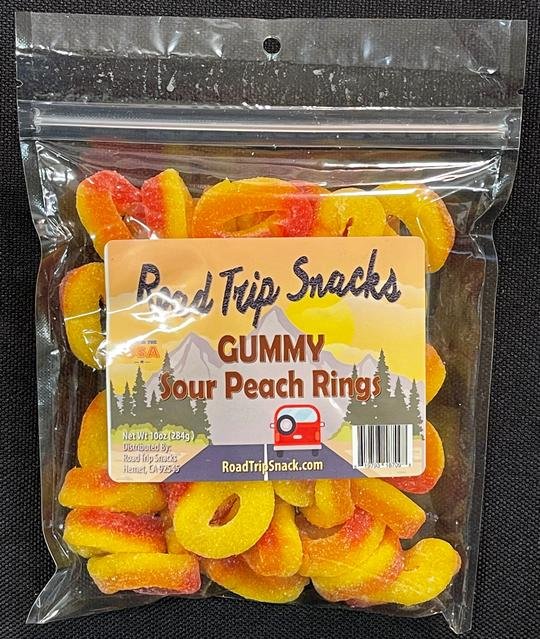 Road Trip Snacks
USA
GUMMY
Sour Peach Rings
Net Wt 10oz (284g)
Distributed By:
Road Trip Snacks
Hemet, CA 92545
RoadTripSnack.com